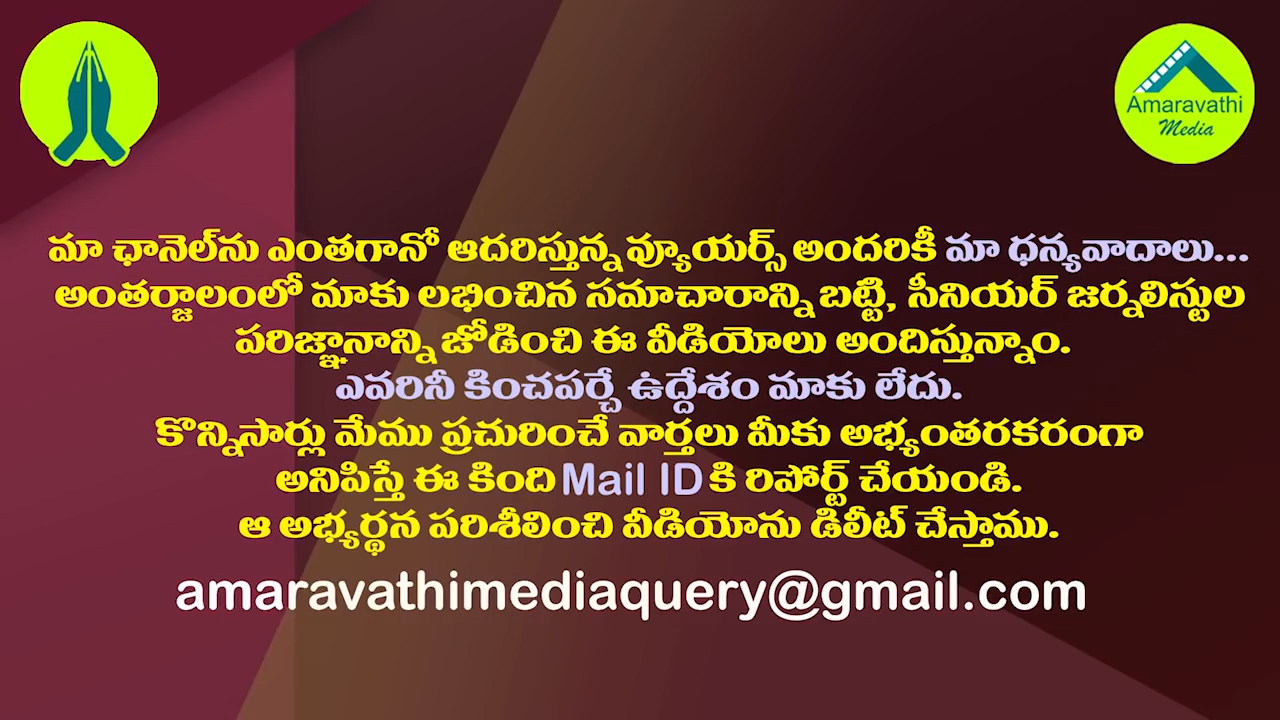 Amaravathi
Media
మా ఛానెల్‌ను ఎంతగానో ఆదరిస్తున్న వ్యూయర్స్ అందరికీ మా ధన్యవాదాలు...
అంతర్జాలంలో మాకు లభించిన సమాచారాన్ని బట్టి, సీనియర్ జర్నలిస్టుల
పరిజ్ఞానాన్ని జోడించి ఈ వీడియోలు అందిస్తున్నాం.
ఎవరినీ కించపర్చే ఉద్దేశం మాకు లేదు.
కొన్నిసార్లు మేము ప్రచురించే వార్తలు మీకు అభ్యంతరకరంగా
అనిపిస్తే ఈ కింది Mail ID కి రిపోర్ట్ చేయండి.
ఆ అభ్యర్థన పరిశీలించి వీడియోను డిలీట్ చేస్తాము.
amaravathimediaquery@gmail.com